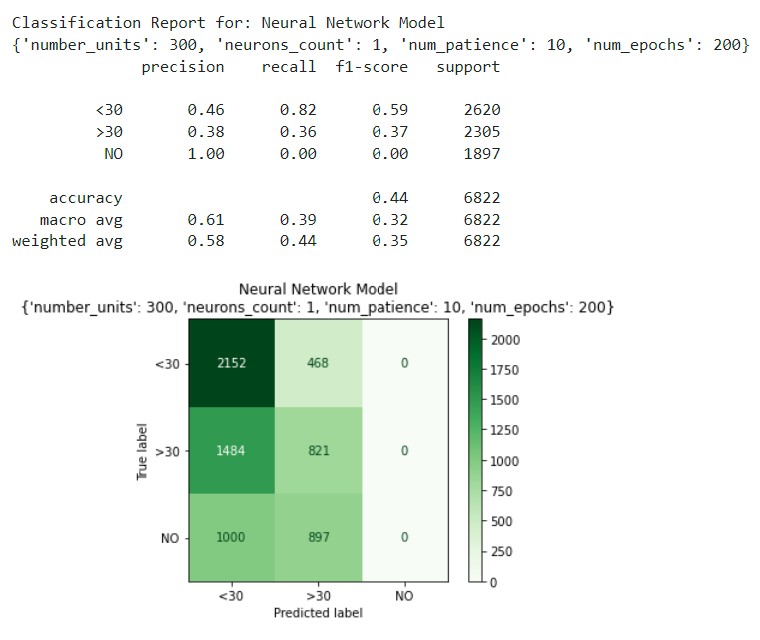 Classification Report for: Neural Network Model
{'number_units': 300, 'neurons_count': 1, 'num_patience': 10, 'num_epochs': 200}
precision recall f1-score support
<30 0.46 0.82 0.59 2620
>30 0.38 0.36 0.37 2305
NO 1.00 0.00 0.00 1897
accuracy 0.44 6822
macro avg 0.61 0.39 0.32 6822
weighted avg 0.58 0.44 0.35 6822
Neural Network Model
{'number_units': 300, 'neurons_count': 1, 'num_patience': 10, 'num_epochs': 200}
True label
<30 2152 468 0
>30 1484 821 0
NO 1000 897 0
<30 >30 NO
Predicted label
2000
1750
1500
1250
1000
750
500
250
0